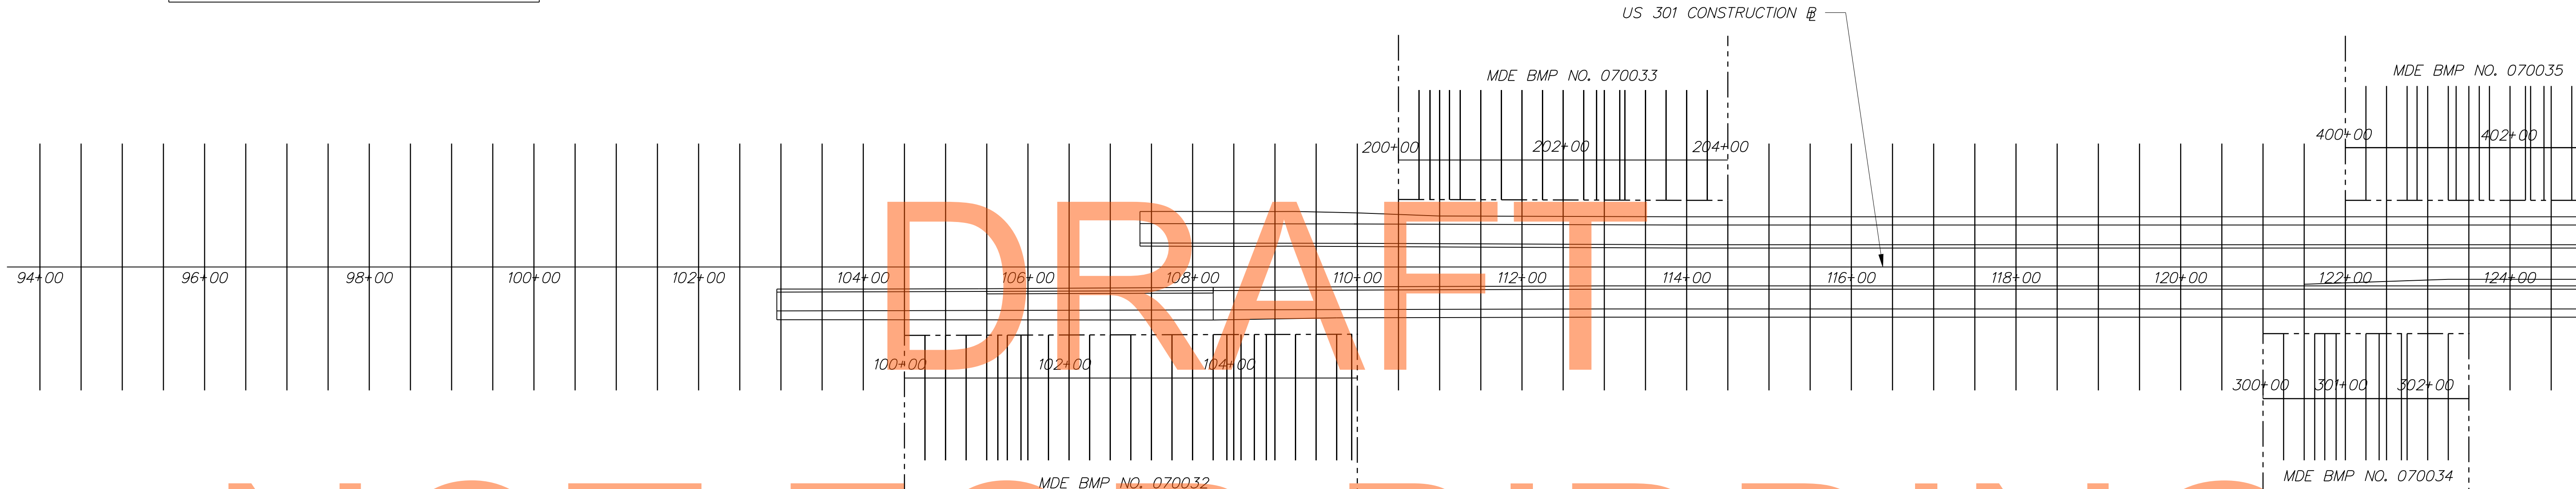 US 301 CONSTRUCTION BL
MDE BMP NO. 070033
MDE BMP NO. 070035
200+00 202+00 204+00
400+00 402+00
DRAFT
94+00 96+00 98+00 100+00 102+00 104+00 106+00 108+00 110+00 112+00 114+00 116+00 118+00 120+00 122+00 124+00
100+00 102+00 104+00
300+00 301+00 302+00
MDE BMP NO. 070032
MDE BMP NO. 070034